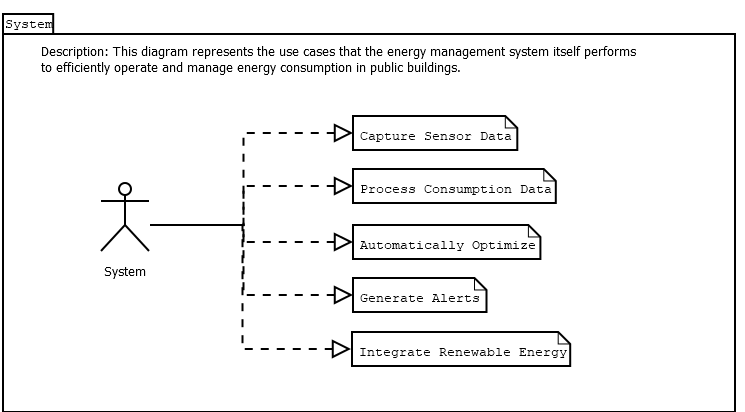 System
Description: This diagram represents the use cases that the energy management system itself performs
to efficiently operate and manage energy consumption in public buildings.
Capture Sensor Data
Process Consumption Data
Automatically Optimize
System
Generate Alerts
Integrate Renewable Energy